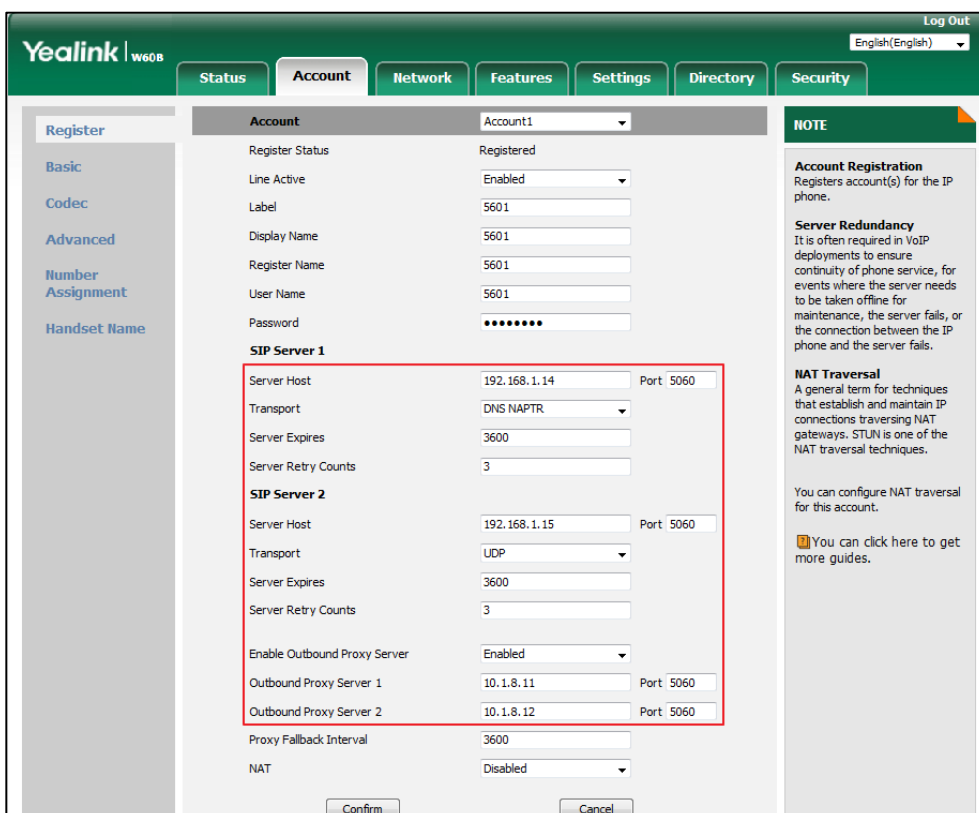 Log Out
Yealink | W60B
English(English)
Status Account Network Features Settings Directory Security
Register
Basic
Codec
Advanced
Number
Assignment
Handset Name
Account Account1
Register Status Registered
Line Active Enabled
Label 5601
Display Name 5601
Register Name 5601
User Name 5601
Password ••••••••
SIP Server 1
Server Host 192.168.1.14 Port 5060
Transport DNS NAPTR
Server Expires 3600
Server Retry Counts 3
SIP Server 2
Server Host 192.168.1.15 Port 5060
Transport UDP
Server Expires 3600
Server Retry Counts 3
Enable Outbound Proxy Server Enabled
Outbound Proxy Server 1 10.1.8.11 Port 5060
Outbound Proxy Server 2 10.1.8.12 Port 5060
Proxy Fallback Interval 3600
NAT Disabled
Confirm Cancel
NOTE
Account Registration
Registers account(s) for the IP
phone.
Server Redundancy
It is often required in VoIP
deployments to ensure
continuity of phone service, for
events where the server needs
to be taken offline for
maintenance, the server fails, or
the connection between the IP
phone and the server fails.
NAT Traversal
A general term for techniques
that establish and maintain IP
connections traversing NAT
gateways. STUN is one of the
NAT traversal techniques.
You can configure NAT traversal
for this account.
You can click here to get
more guides.